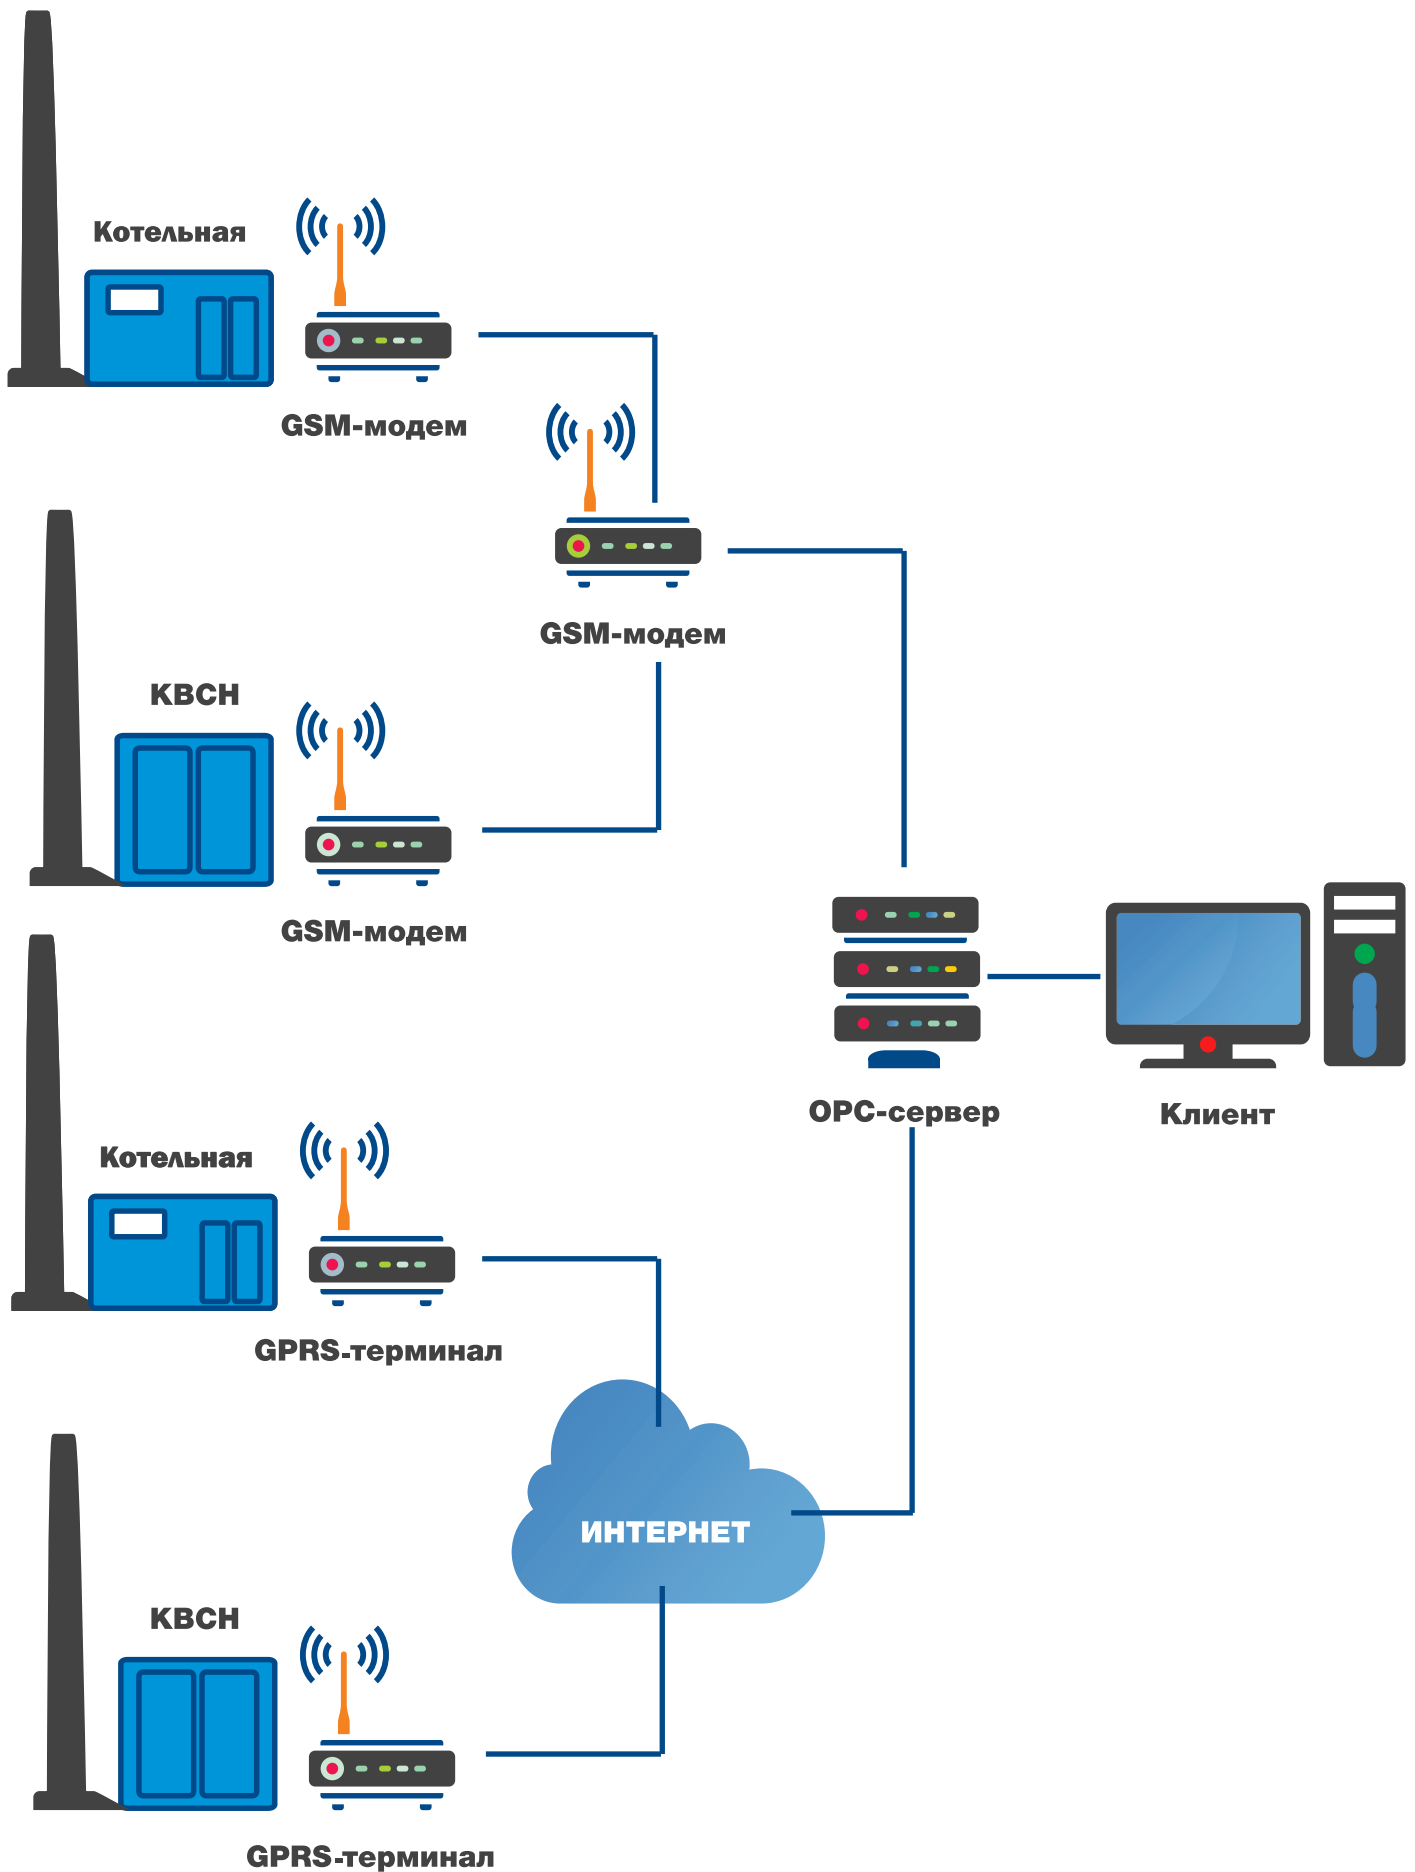 Котельная
GSM-модем
GSM-модем
КВСН
GSM-модем
OPC-сервер
Клиент
Котельная
GPRS-терминал
ИНТЕРНЕТ
КВСН
GPRS-терминал